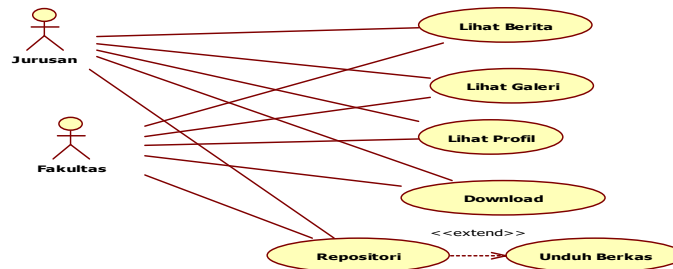 Lihat Berita
Jurusan
Lihat Galeri
Lihat Profil
Fakultas
Download
<<extend>>
Repositori
Unduh Berkas